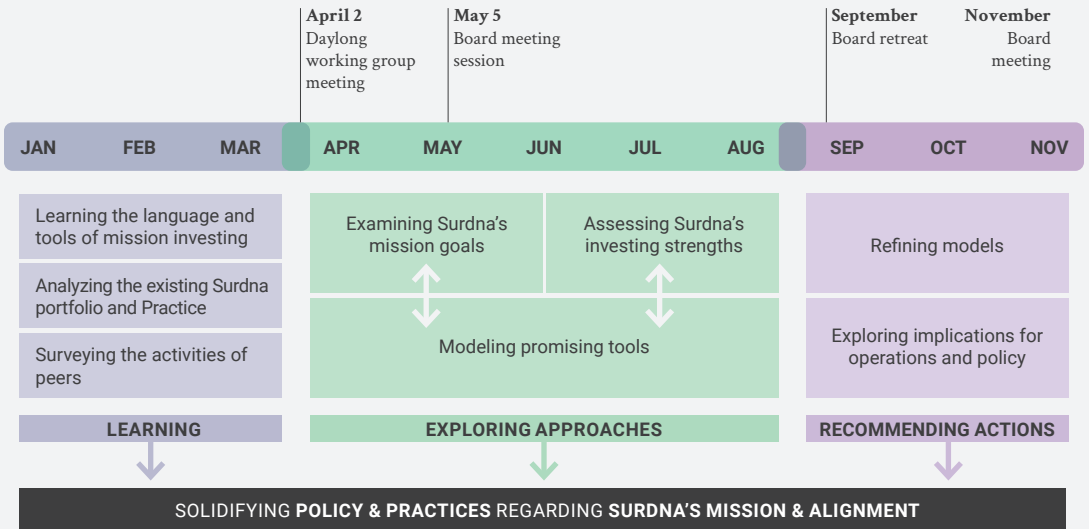 April 2
Daylong
working group
meeting
May 5
Board meeting
session
September
Board retreat
November
Board
meeting
JAN FEB MAR APR MAY JUN JUL AUG SEP OCT NOV
Learning the language and
tools of mission investing
Analyzing the existing Surdna
portfolio and Practice
Surveying the activities of
peers
Examining Surdna’s
mission goals
Assessing Surdna’s
investing strengths
Modeling promising tools
Refining models
Exploring implications for
operations and policy
LEARNING
EXPLORING APPROACHES
RECOMMENDING ACTIONS
SOLIDIFYING POLICY & PRACTICES REGARDING SURDNA’S MISSION & ALIGNMENT